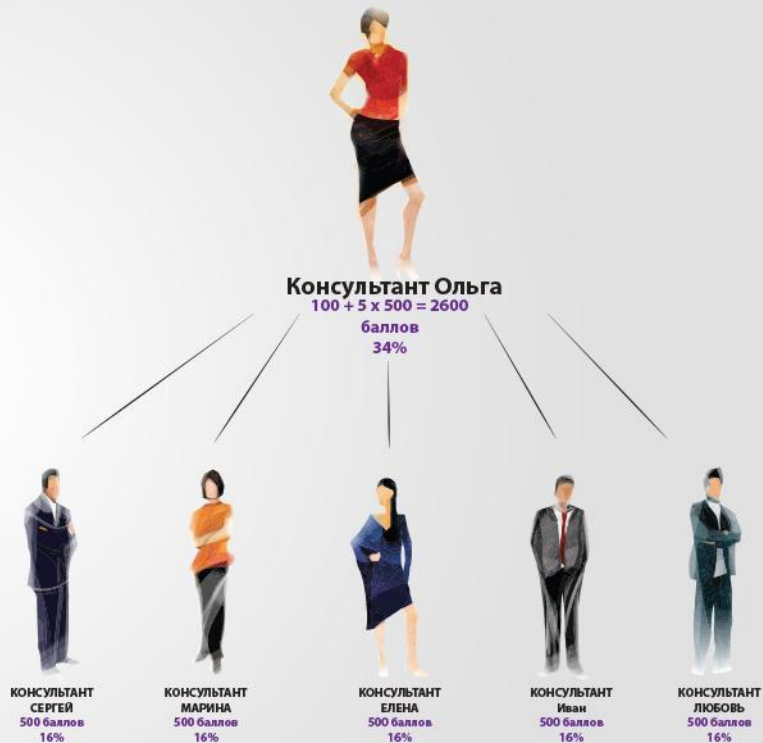 Консультант Ольга
100 + 5 x 500 = 2600
баллов
34%
КОНСУЛЬТАНТ
СЕРГЕЙ
500 баллов
16%
КОНСУЛЬТАНТ
МАРИНА
500 баллов
16%
КОНСУЛЬТАНТ
ЕЛЕНА
500 баллов
16%
КОНСУЛЬТАНТ
Иван
500 баллов
16%
КОНСУЛЬТАНТ
ЛЮБОВЬ
500 баллов
16%